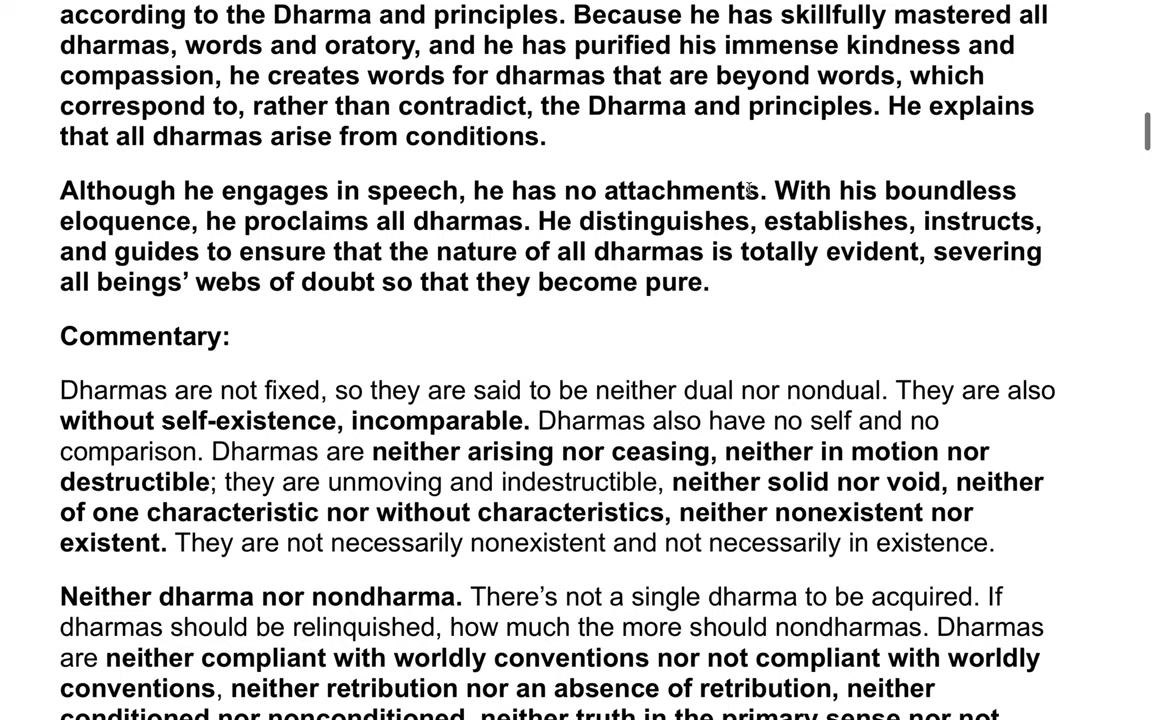 according to the Dharma and principles. Because he has skillfully mastered all
dharmas, words and oratory, and he has purified his immense kindness and
compassion, he creates words for dharmas that are beyond words, which
correspond to, rather than contradict, the Dharma and principles. He explains
that all dharmas arise from conditions.
Although he engages in speech, he has no attachments. With his boundless
eloquence, he proclaims all dharmas. He distinguishes, establishes, instructs,
and guides to ensure that the nature of all dharmas is totally evident, severing
all beings’ webs of doubt so that they become pure.
Commentary:
Dharmas are not fixed, so they are said to be neither dual nor nondual. They are also
without self-existence, incomparable. Dharmas also have no self and no
comparison. Dharmas are neither arising nor ceasing, neither in motion nor
destructible; they are unmoving and indestructible, neither solid nor void, neither
of one characteristic nor without characteristics, neither nonexistent nor
existent. They are not necessarily nonexistent and not necessarily in existence.
Neither dharma nor nondharma. There’s not a single dharma to be acquired. If
dharmas should be relinquished, how much the more should nondharmas. Dharmas
are neither compliant with worldly conventions nor not compliant with worldly
conventions, neither retribution nor an absence of retribution, neither
conditioned nor nonconditioned, neither truth in the primary sense nor not